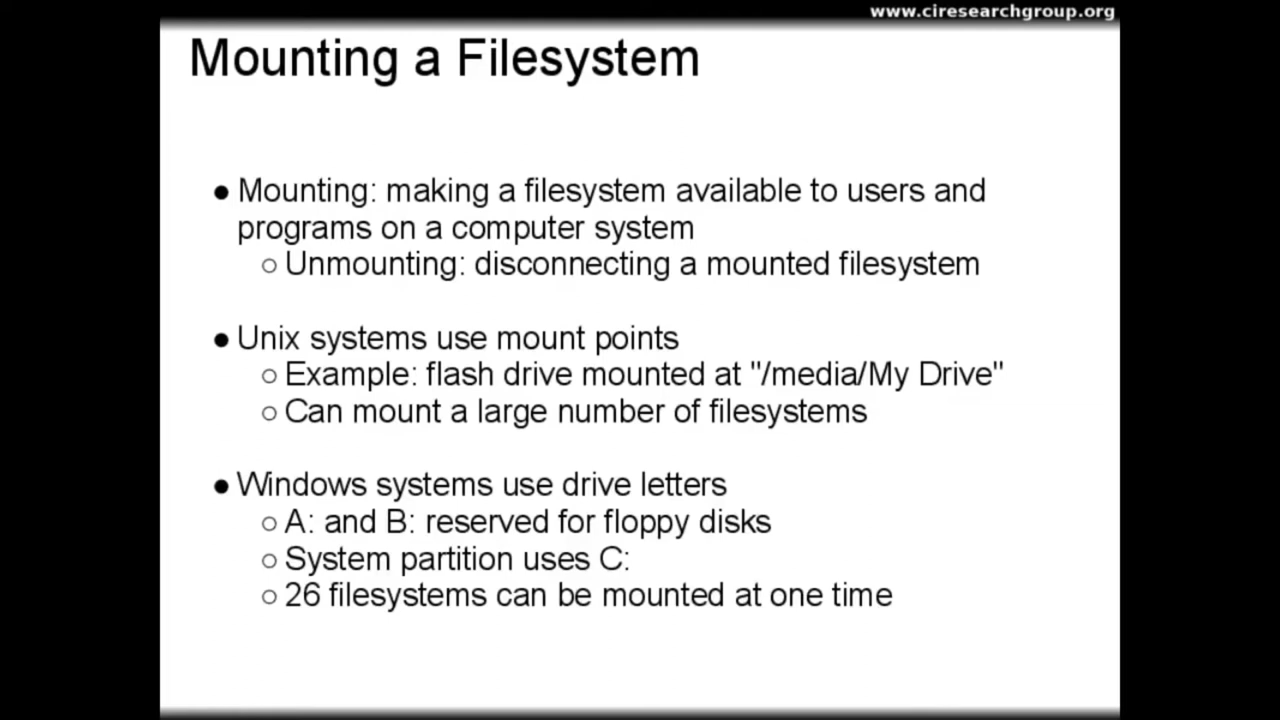 www.ciresearchgroup.org
Mounting a Filesystem
● Mounting: making a filesystem available to users and
programs on a computer system
○ Unmounting: disconnecting a mounted filesystem
● Unix systems use mount points
○ Example: flash drive mounted at "/media/My Drive"
○ Can mount a large number of filesystems
● Windows systems use drive letters
○ A: and B: reserved for floppy disks
○ System partition uses C:
○ 26 filesystems can be mounted at one time